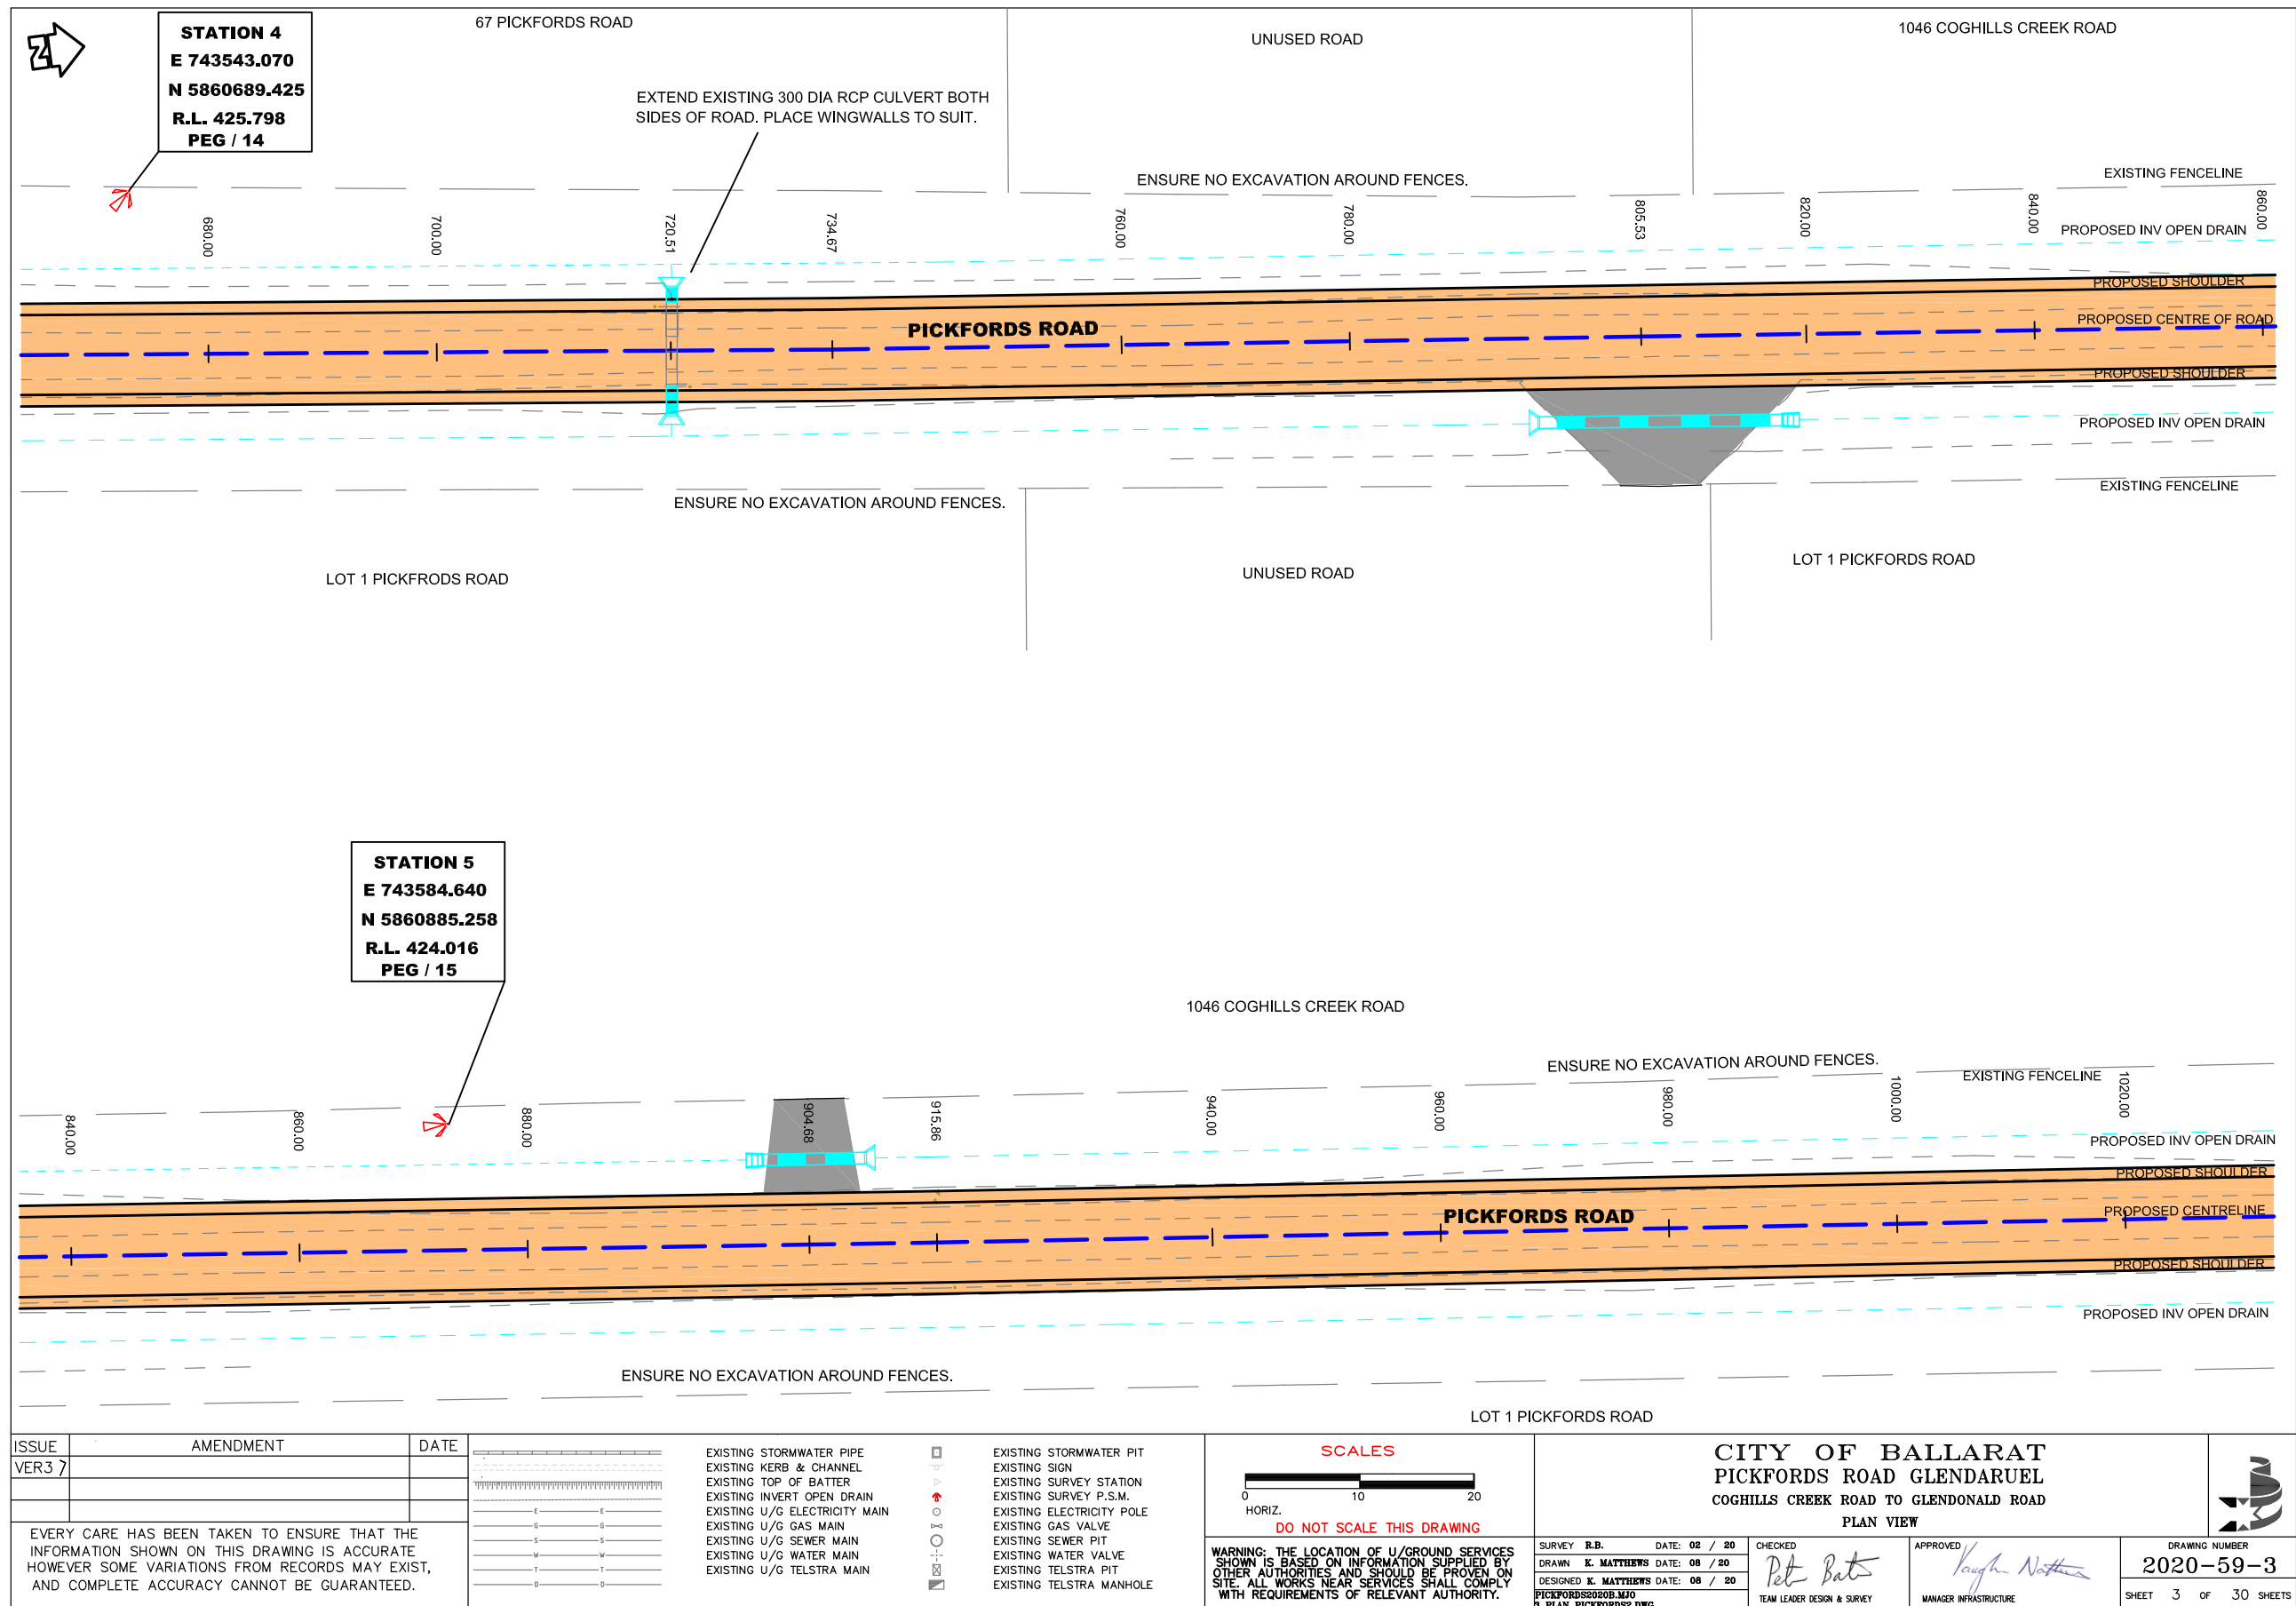 N
STATION 4
E 743543.070
N 5860689.425
R.L. 425.798
PEG / 14
67 PICKFORDS ROAD
UNUSED ROAD
1046 COGHILLS CREEK ROAD
EXTEND EXISTING 300 DIA RCP CULVERT BOTH
SIDES OF ROAD. PLACE WINGWALLS TO SUIT.
ENSURE NO EXCAVATION AROUND FENCES.
EXISTING FENCELINE
680.00
700.00
720.51
734.67
760.00
780.00
805.53
820.00
840.00
860.00
PROPOSED INV OPEN DRAIN
PROPOSED SHOULDER
PICKFORDS ROAD
PROPOSED CENTRE OF ROAD
PROPOSED SHOULDER
PROPOSED INV OPEN DRAIN
EXISTING FENCELINE
ENSURE NO EXCAVATION AROUND FENCES.
LOT 1 PICKFRODS ROAD
UNUSED ROAD
LOT 1 PICKFORDS ROAD
STATION 5
E 743584.640
N 5860885.258
R.L. 424.016
PEG / 15
1046 COGHILLS CREEK ROAD
ENSURE NO EXCAVATION AROUND FENCES.
EXISTING FENCELINE
840.00
860.00
880.00
904.68
915.86
940.00
960.00
980.00
1000.00
1020.00
PROPOSED INV OPEN DRAIN
PROPOSED SHOULDER
PICKFORDS ROAD
PROPOSED CENTRELINE
PROPOSED SHOULDER
PROPOSED INV OPEN DRAIN
ENSURE NO EXCAVATION AROUND FENCES.
LOT 1 PICKFORDS ROAD
ISSUE AMENDMENT DATE
VER3
EVERY CARE HAS BEEN TAKEN TO ENSURE THAT THE
INFORMATION SHOWN ON THIS DRAWING IS ACCURATE
HOWEVER SOME VARIATIONS FROM RECORDS MAY EXIST,
AND COMPLETE ACCURACY CANNOT BE GUARANTEED.
E E
G G
S S
W W
T T
O O
EXISTING STORMWATER PIPE
EXISTING KERB & CHANNEL
EXISTING TOP OF BATTER
EXISTING INVERT OPEN DRAIN
EXISTING U/G ELECTRICITY MAIN
EXISTING U/G GAS MAIN
EXISTING U/G SEWER MAIN
EXISTING U/G WATER MAIN
EXISTING U/G TELSTRA MAIN
EXISTING STORMWATER PIT
EXISTING SIGN
EXISTING SURVEY STATION
EXISTING SURVEY P.S.M.
EXISTING ELECTRICITY POLE
EXISTING GAS VALVE
EXISTING SEWER PIT
EXISTING WATER VALVE
EXISTING TELSTRA PIT
EXISTING TELSTRA MANHOLE
SCALES
0 10 20
HORIZ.
DO NOT SCALE THIS DRAWING
WARNING: THE LOCATION OF U/GROUND SERVICES
SHOWN IS BASED ON INFORMATION SUPPLIED BY
OTHER AUTHORITIES AND SHOULD BE PROVEN ON
SITE. ALL WORKS NEAR SERVICES SHALL COMPLY
WITH REQUIREMENTS OF RELEVANT AUTHORITY.
CITY OF BALLARAT
PICKFORDS ROAD GLENDARUEL
COGHILLS CREEK ROAD TO GLENDONALD ROAD
PLAN VIEW
SURVEY R.B. DATE: 02 / 20
DRAWN K. MATTHEWS DATE: 08 / 20
DESIGNED K. MATTHEWS DATE: 08 / 20
PICKFORDS2020B.MJO
3 PLAN PICKFORDS2.DWG
CHECKED
TEAM LEADER DESIGN & SURVEY
APPROVED
MANAGER INFRASTRUCTURE
DRAWING NUMBER
2020-59-3
SHEET 3 OF 30 SHEETS